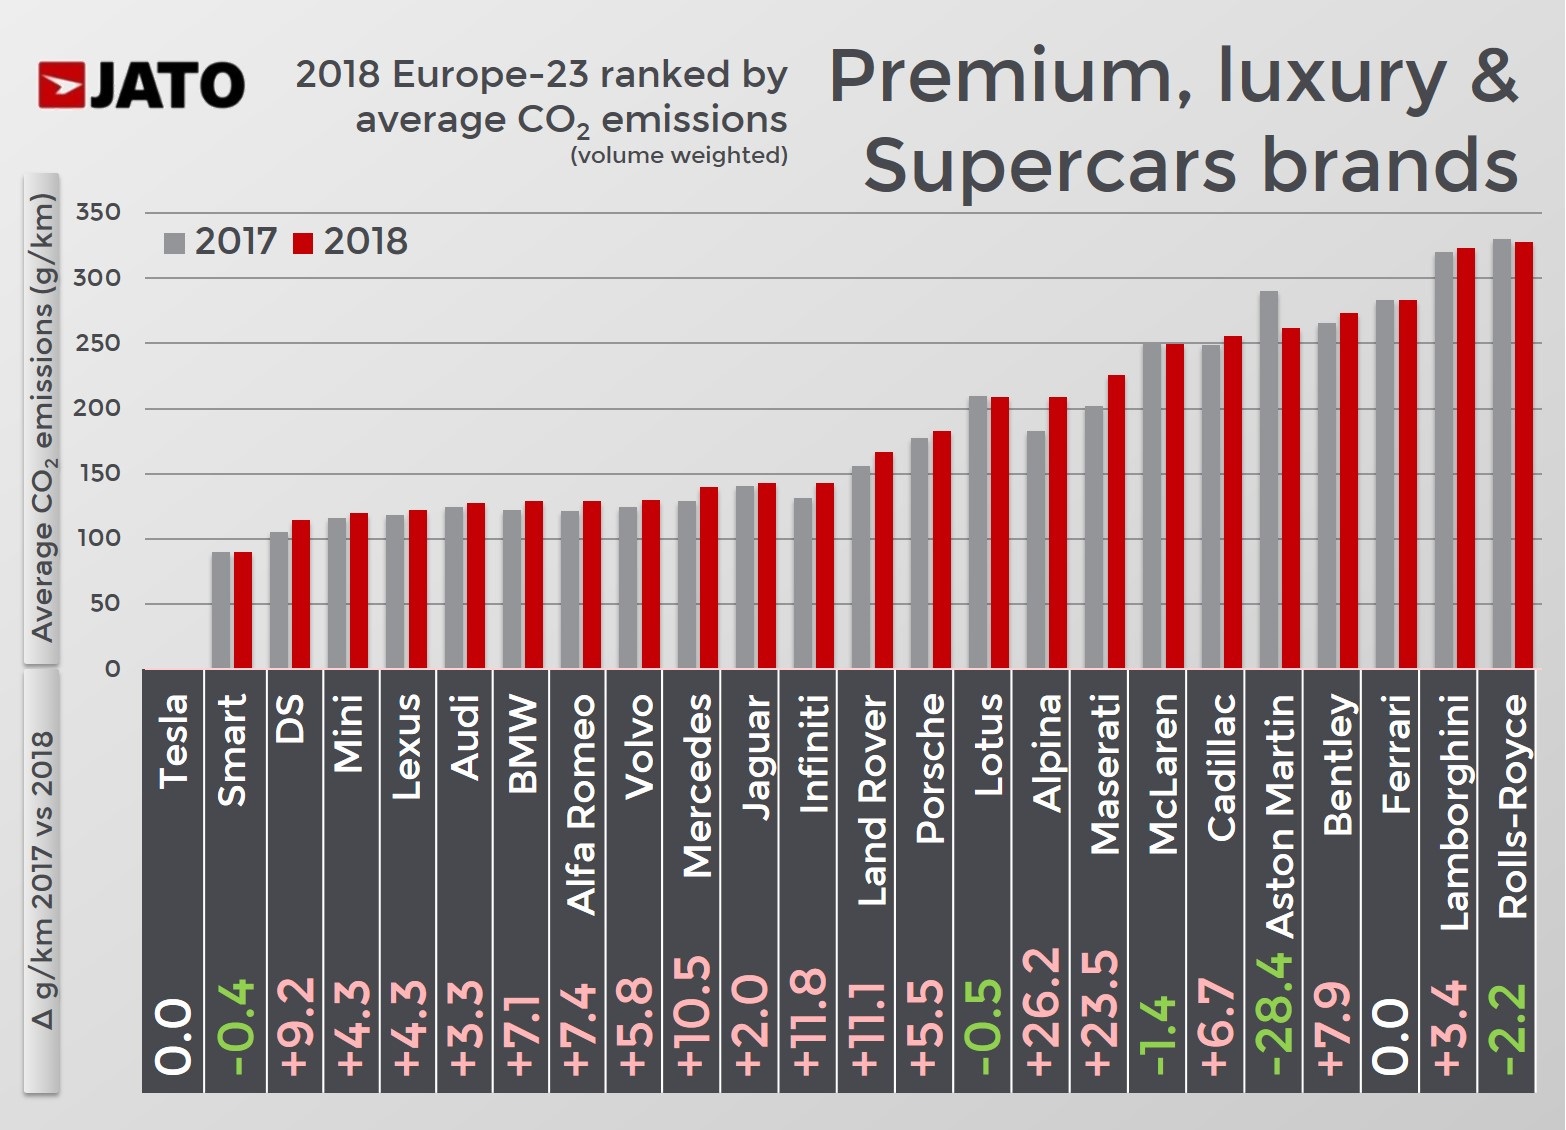 JATO
2018 Europe-23 ranked by
average CO₂ emissions
(volume weighted)
Premium, luxury &
Supercars brands
Average CO₂ emissions (g/km)
350
300
250
200
150
100
50
0
2017 2018
Δ g/km 2017 vs 2018
Tesla 0.0
Smart -0.4
DS +9.2
Mini +4.3
Lexus +4.3
Audi +3.3
BMW +7.1
Alfa Romeo +7.4
Volvo +5.8
Mercedes +10.5
Jaguar +2.0
Infiniti +11.8
Land Rover +11.1
Porsche +5.5
Lotus -0.5
Alpina +26.2
Maserati +23.5
McLaren -1.4
Cadillac +6.7
Aston Martin -28.4
Bentley +7.9
Ferrari 0.0
Lamborghini +3.4
Rolls-Royce -2.2